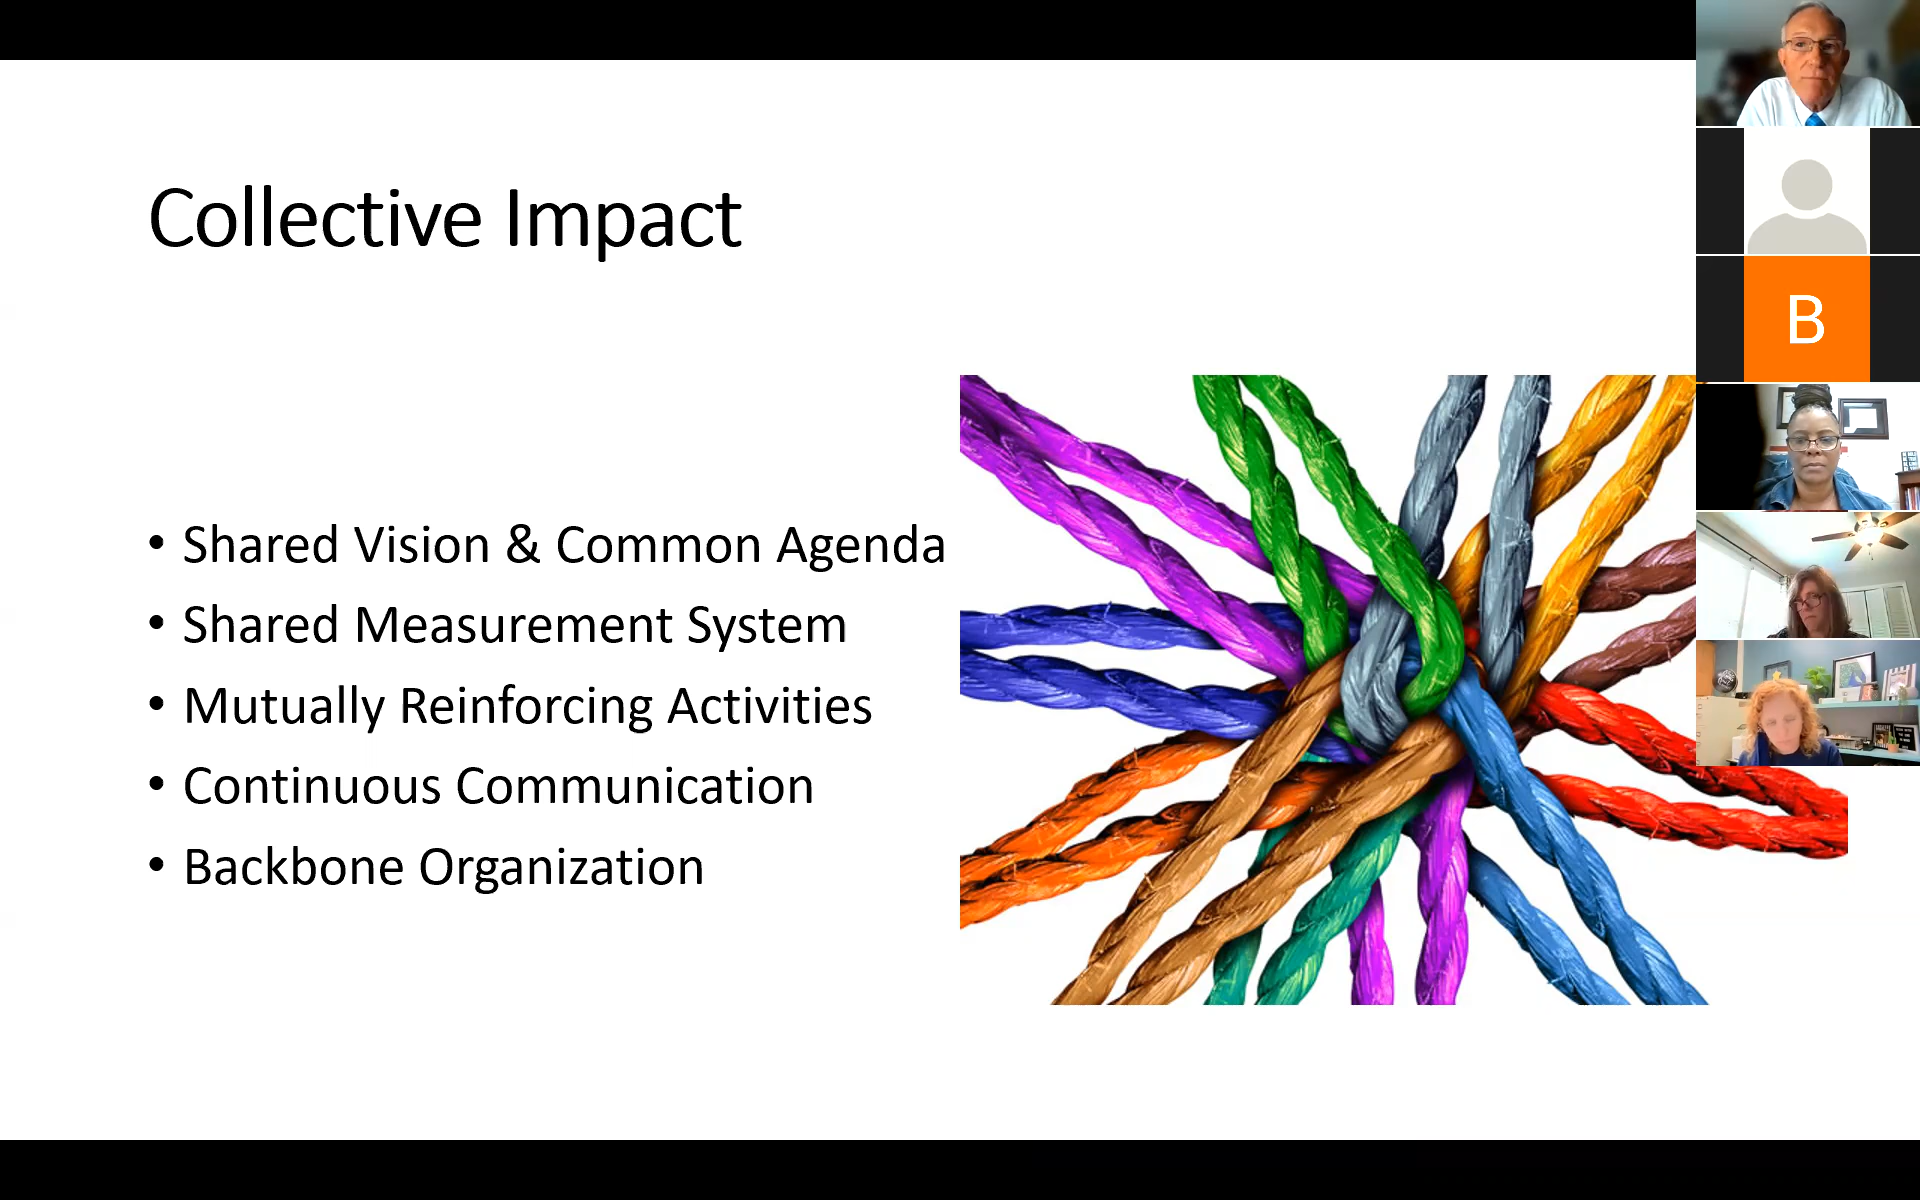 Collective Impact
• Shared Vision & Common Agenda
• Shared Measurement System
• Mutually Reinforcing Activities
• Continuous Communication
• Backbone Organization
B